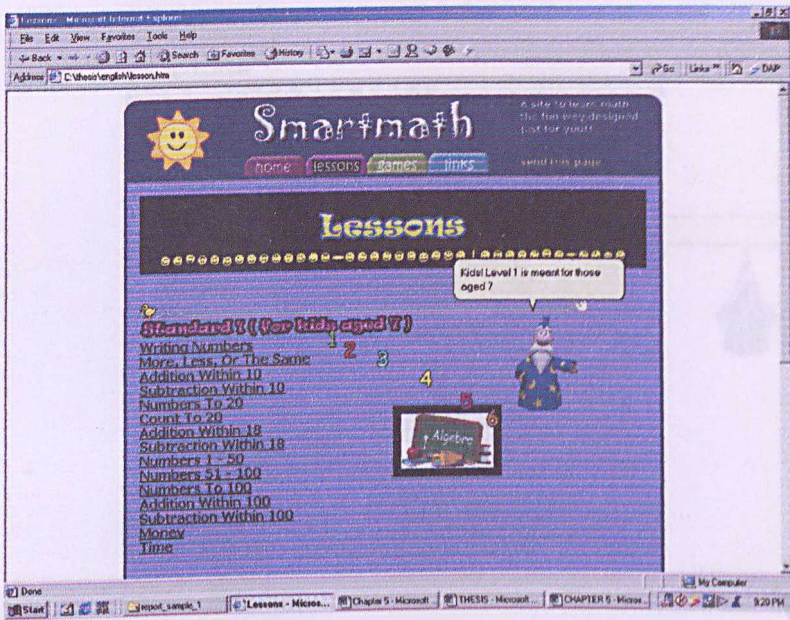 Lessons - Microsoft Internet Explorer
File Edit View Favorites Tools Help
Back Search Favorites History
Address C:\thesis\english\lesson.htm Go Links » DAP
Smartmath
A site to learn math
the fun way designed
just for you!!
home lessons games links
send this page
Lessons
Kids! Level 1 is meant for those
aged 7
Standard 1 ( for kids aged 7 )
Writing Numbers
More, Less, Or The Same
Addition Within 10
Subtraction Within 10
Numbers To 20
Count To 20
Addition Within 18
Subtraction Within 18
Numbers 1 - 50
Numbers 51 - 100
Numbers To 100
Addition Within 100
Subtraction Within 100
Money
Time
1
2
3
4
5
6
Algebra
Done My Computer
Start report_sample_1 Lessons - Micros... Chapter 5 - Microsoft THESIS - Microsoft ... CHAPTER 5 - Micros... 9:20 PM